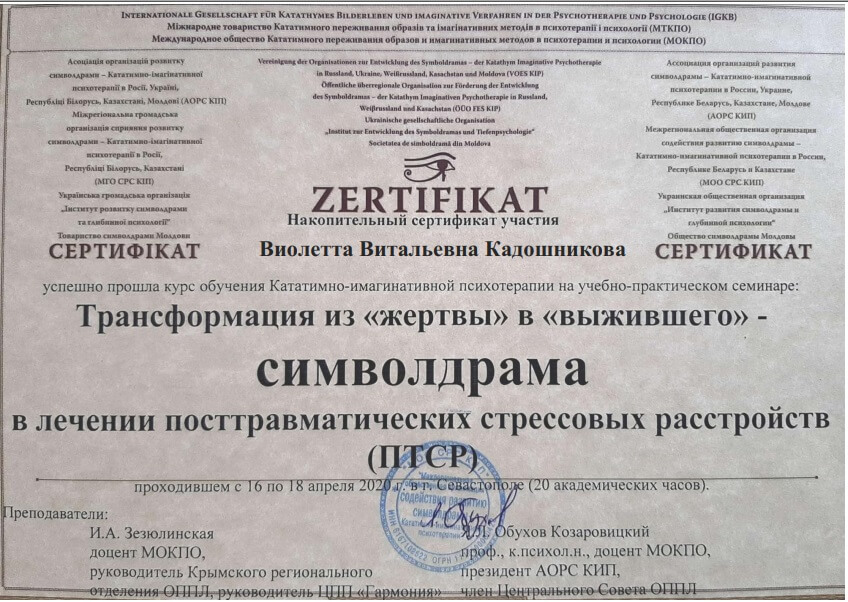 Internationale Gesellschaft für Katathymes Bilderleben und imaginative Verfahren in der Psychotherapie und Psychologie (IGKB)
Міжнародне товариство Кататимного переживання образів та імагінативних методів в психотерапії і психології (МТКПО)
Международное общество Кататимного переживания образов и имагинативных методов в психотерапии и психологии (МОКПО)
Асоціація організацій розвитку
символдрами – Кататимно-імагінативної
психотерапії в Росії, Україні,
Республіці Білорусь, Казахстані, Молдові (АОРС КІП)
Міжрегіональна громадська
організація сприяння розвитку
символдрами – Кататимно-імагінативної
психотерапії в Росії,
Республіці Білорусь, Казахстані
(МГО СРС КІП)
Українська громадська організація
„Інститут розвитку символдрами
та глибинної психології"
Товариство символдрами Молдови
СЕРТИФІКАТ
Vereinigung der Organisationen zur Entwicklung des Symboldramas – der Katathym Imaginative Psychotherapie
in Russland, Ukraine, Weißrussland, Kasachstan und Moldova (VOES KIP)
Öffentliche überregionale Organisation zur Förderung der Entwicklung
des Symboldramas – der Katathym Imaginativen Psychotherapie in Russland,
Weißrussland und Kasachstan (ÖÜO FES KIP)
Ukrainische gesellschaftliche Organisation
„Institut zur Entwicklung des Symboldramas und Tiefenpsychologie"
Societatea de simboldramă din Moldova
ZERTIFIKAT
Накопительный сертификат участия
Ассоциация организаций развития
символдрамы – Кататимно-имагинативной
психотерапии в России, Украине,
Республике Беларусь, Казахстане, Молдове
(АОРС КИП)
Межрегиональная общественная организация
содействия развитию символдрамы –
Кататимно-имагинативной психотерапии в России,
Республике Беларусь и Казахстане
(МОО СРС КИП)
Украинская общественная организация
„Институт развития символдрамы и
глубинной психологии"
Общество символдрамы Молдовы
СЕРТИФИКАТ
Виолетта Витальевна Кадошникова
успешно прошла курс обучения Кататимно-имагинативной психотерапии на учебно-практическом семинаре:
Трансформация из «жертвы» в «выжившего» -
символдрама
в лечении посттравматических стрессовых расстройств
(ПТСР)
проходившем с 16 по 18 апреля 2020 г. в г. Севастополе (20 академических часов).
Преподаватели:
И.А. Зезюлинская
доцент МОКПО,
руководитель Крымского регионального
отделения ОППЛ, руководитель ЦПП «Гармония»
Обухов Козаровицкий
проф., к.психол.н., доцент МОКПО,
президент АОРС КИП,
член Центрального Совета ОППЛ
содействия развитию